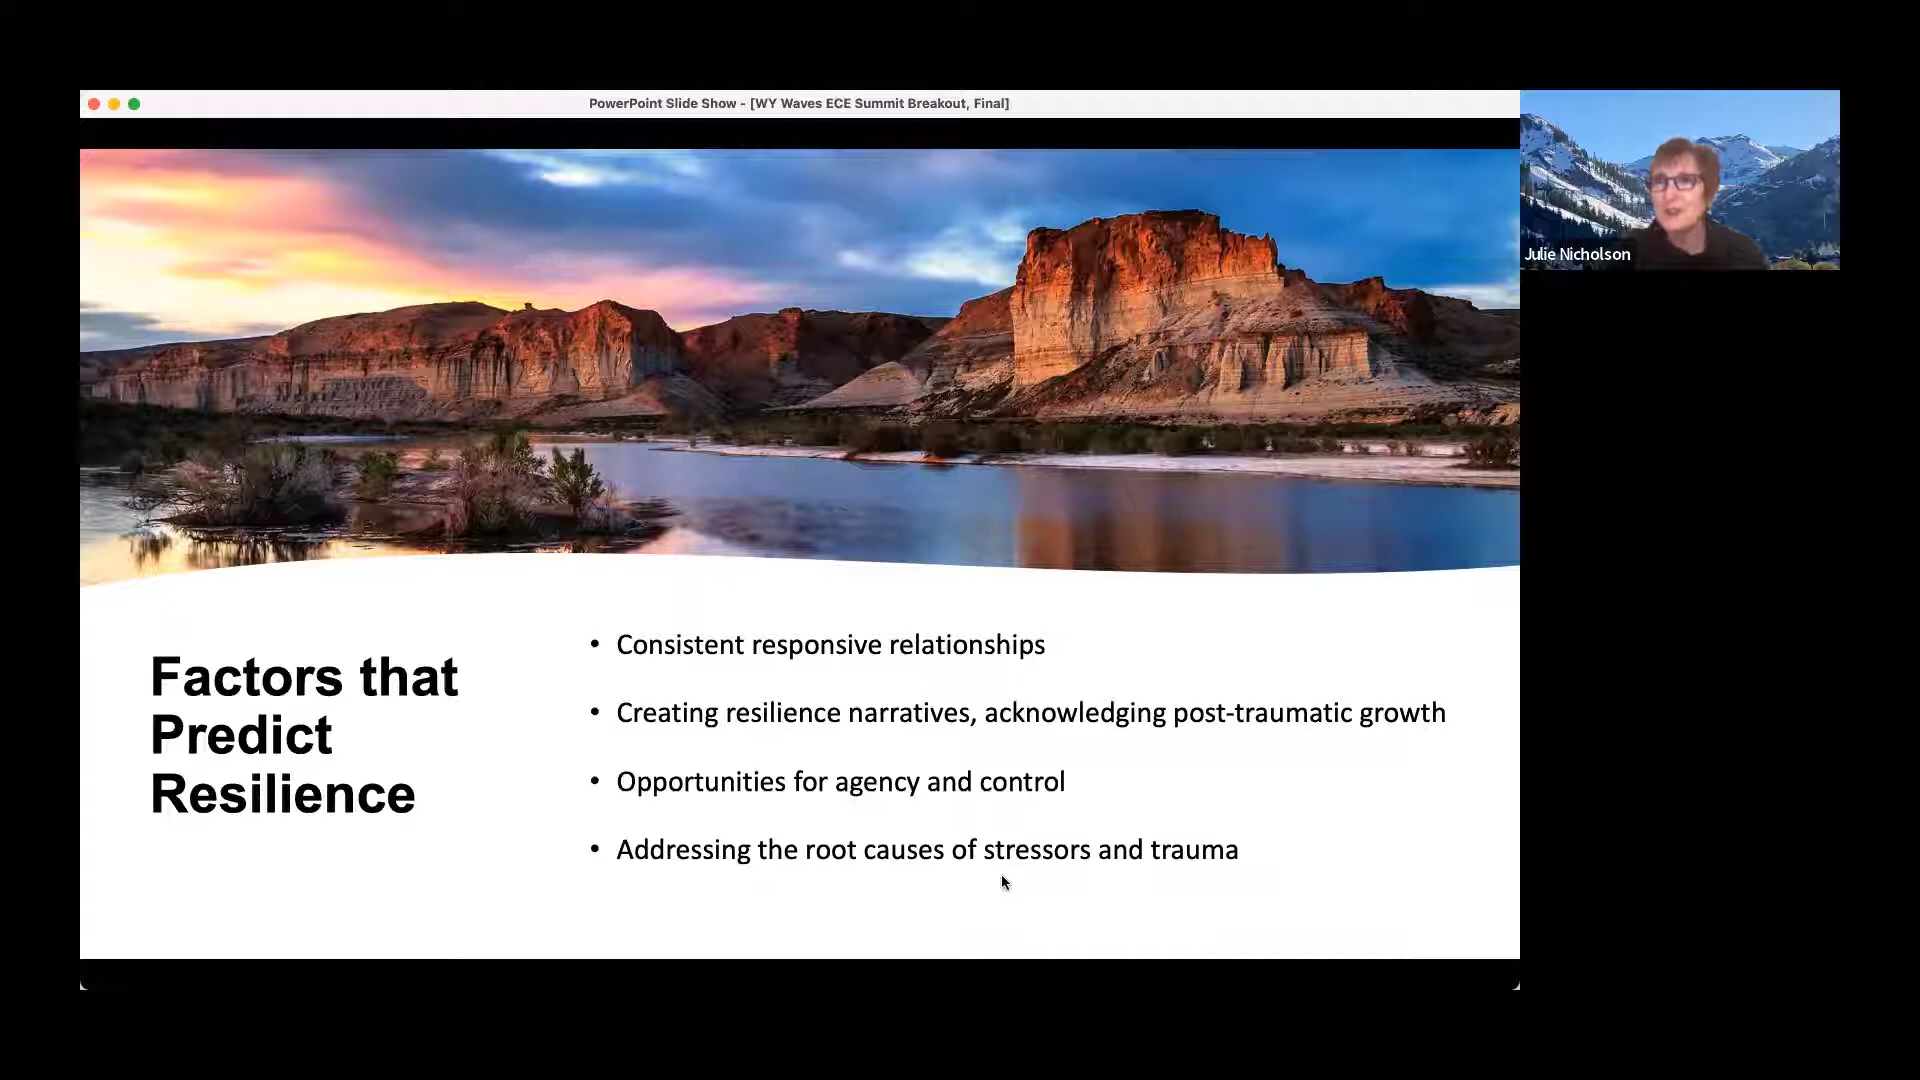 PowerPoint Slide Show - [WY Waves ECE Summit Breakout, Final]
Julie Nicholson
Factors that
Predict
Resilience
• Consistent responsive relationships
• Creating resilience narratives, acknowledging post-traumatic growth
• Opportunities for agency and control
• Addressing the root causes of stressors and trauma